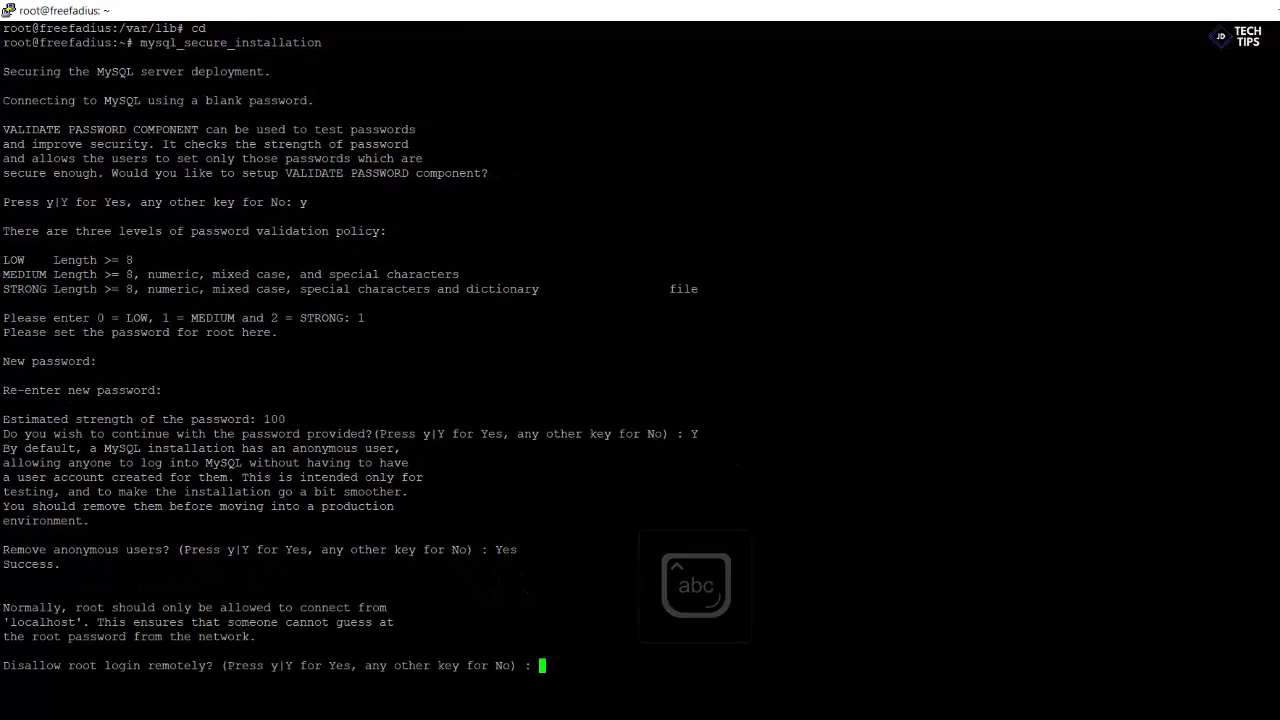 root@freefadius: ~
root@freefadius:/var/lib# cd
root@freefadius:~# mysql_secure_installation
JD TECH
TIPS
Securing the MySQL server deployment.
Connecting to MySQL using a blank password.
VALIDATE PASSWORD COMPONENT can be used to test passwords
and improve security. It checks the strength of password
and allows the users to set only those passwords which are
secure enough. Would you like to setup VALIDATE PASSWORD component?
Press y|Y for Yes, any other key for No: y
There are three levels of password validation policy:
LOW    Length >= 8
MEDIUM Length >= 8, numeric, mixed case, and special characters
STRONG Length >= 8, numeric, mixed case, special characters and dictionary                  file
Please enter 0 = LOW, 1 = MEDIUM and 2 = STRONG: 1
Please set the password for root here.
New password:
Re-enter new password:
Estimated strength of the password: 100
Do you wish to continue with the password provided?(Press y|Y for Yes, any other key for No) : Y
By default, a MySQL installation has an anonymous user,
allowing anyone to log into MySQL without having to have
a user account created for them. This is intended only for
testing, and to make the installation go a bit smoother.
You should remove them before moving into a production
environment.
Remove anonymous users? (Press y|Y for Yes, any other key for No) : Yes
Success.
abc
Normally, root should only be allowed to connect from
'localhost'. This ensures that someone cannot guess at
the root password from the network.
Disallow root login remotely? (Press y|Y for Yes, any other key for No) :